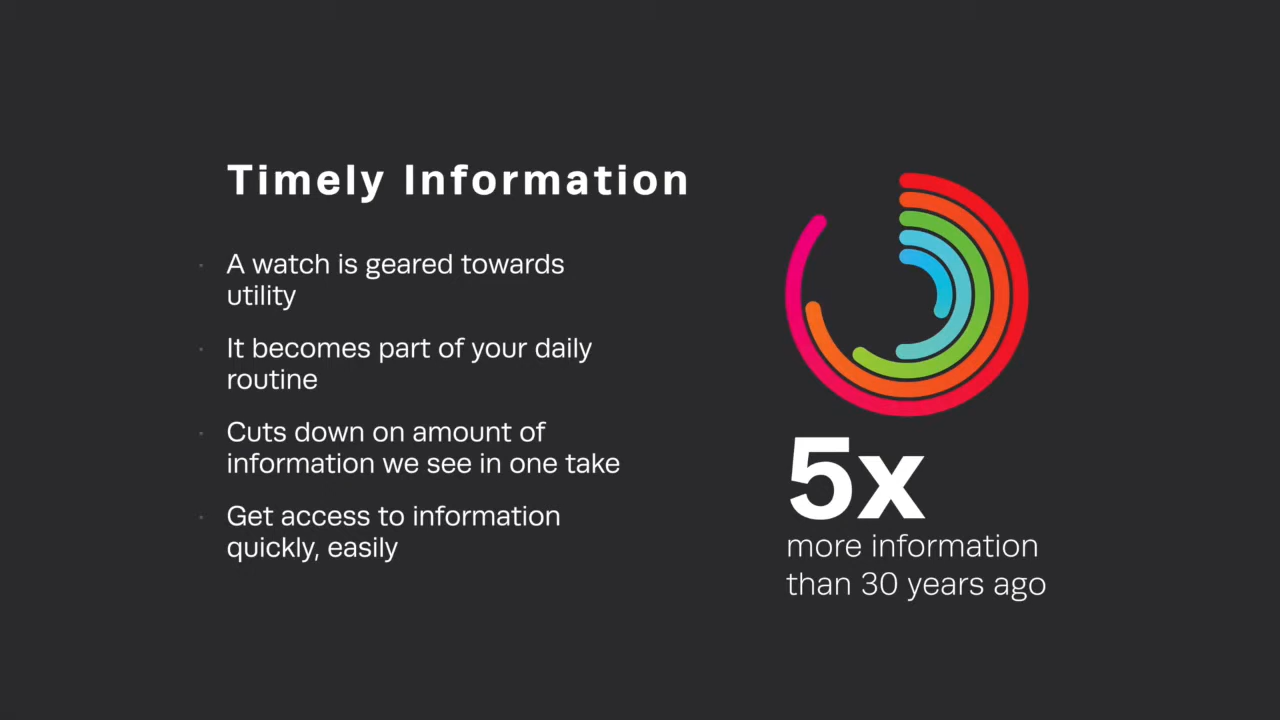 Timely Information
A watch is geared towards
utility
It becomes part of your daily
routine
Cuts down on amount of
information we see in one take
Get access to information
quickly, easily
5x
more information
than 30 years ago